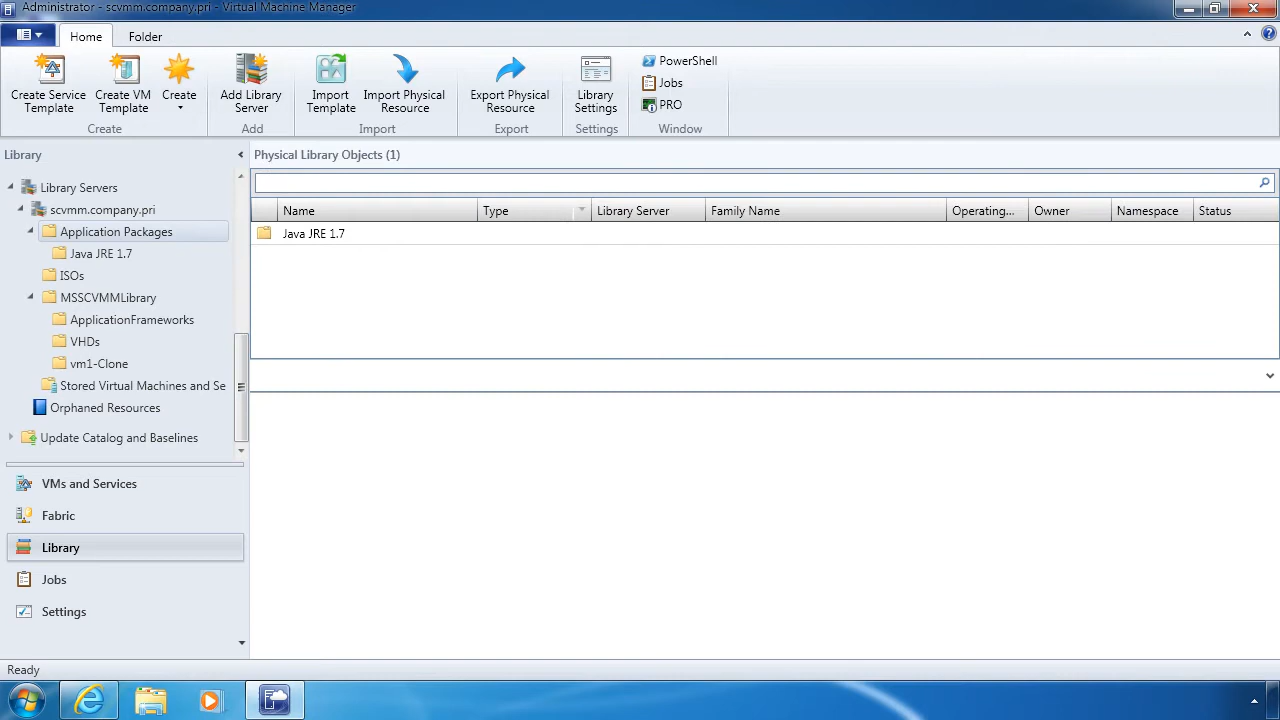 Administrator - scvmm.company.pri - Virtual Machine Manager
Home
Folder
Create Service Template
Create VM Template
Create
Add Library Server
Import Template
Import Physical Resource
Export Physical Resource
Library Settings
PowerShell
Jobs
PRO
Create
Add
Import
Export
Settings
Window
Library
Physical Library Objects (1)
Library Servers
scvmm.company.pri
Application Packages
Java JRE 1.7
ISOs
MSSCVMMLibrary
ApplicationFrameworks
VHDs
vm1-Clone
Stored Virtual Machines and Se
Orphaned Resources
Update Catalog and Baselines
Name
Type
Library Server
Family Name
Operating...
Owner
Namespace
Status
Java JRE 1.7
VMs and Services
Fabric
Library
Jobs
Settings
Ready